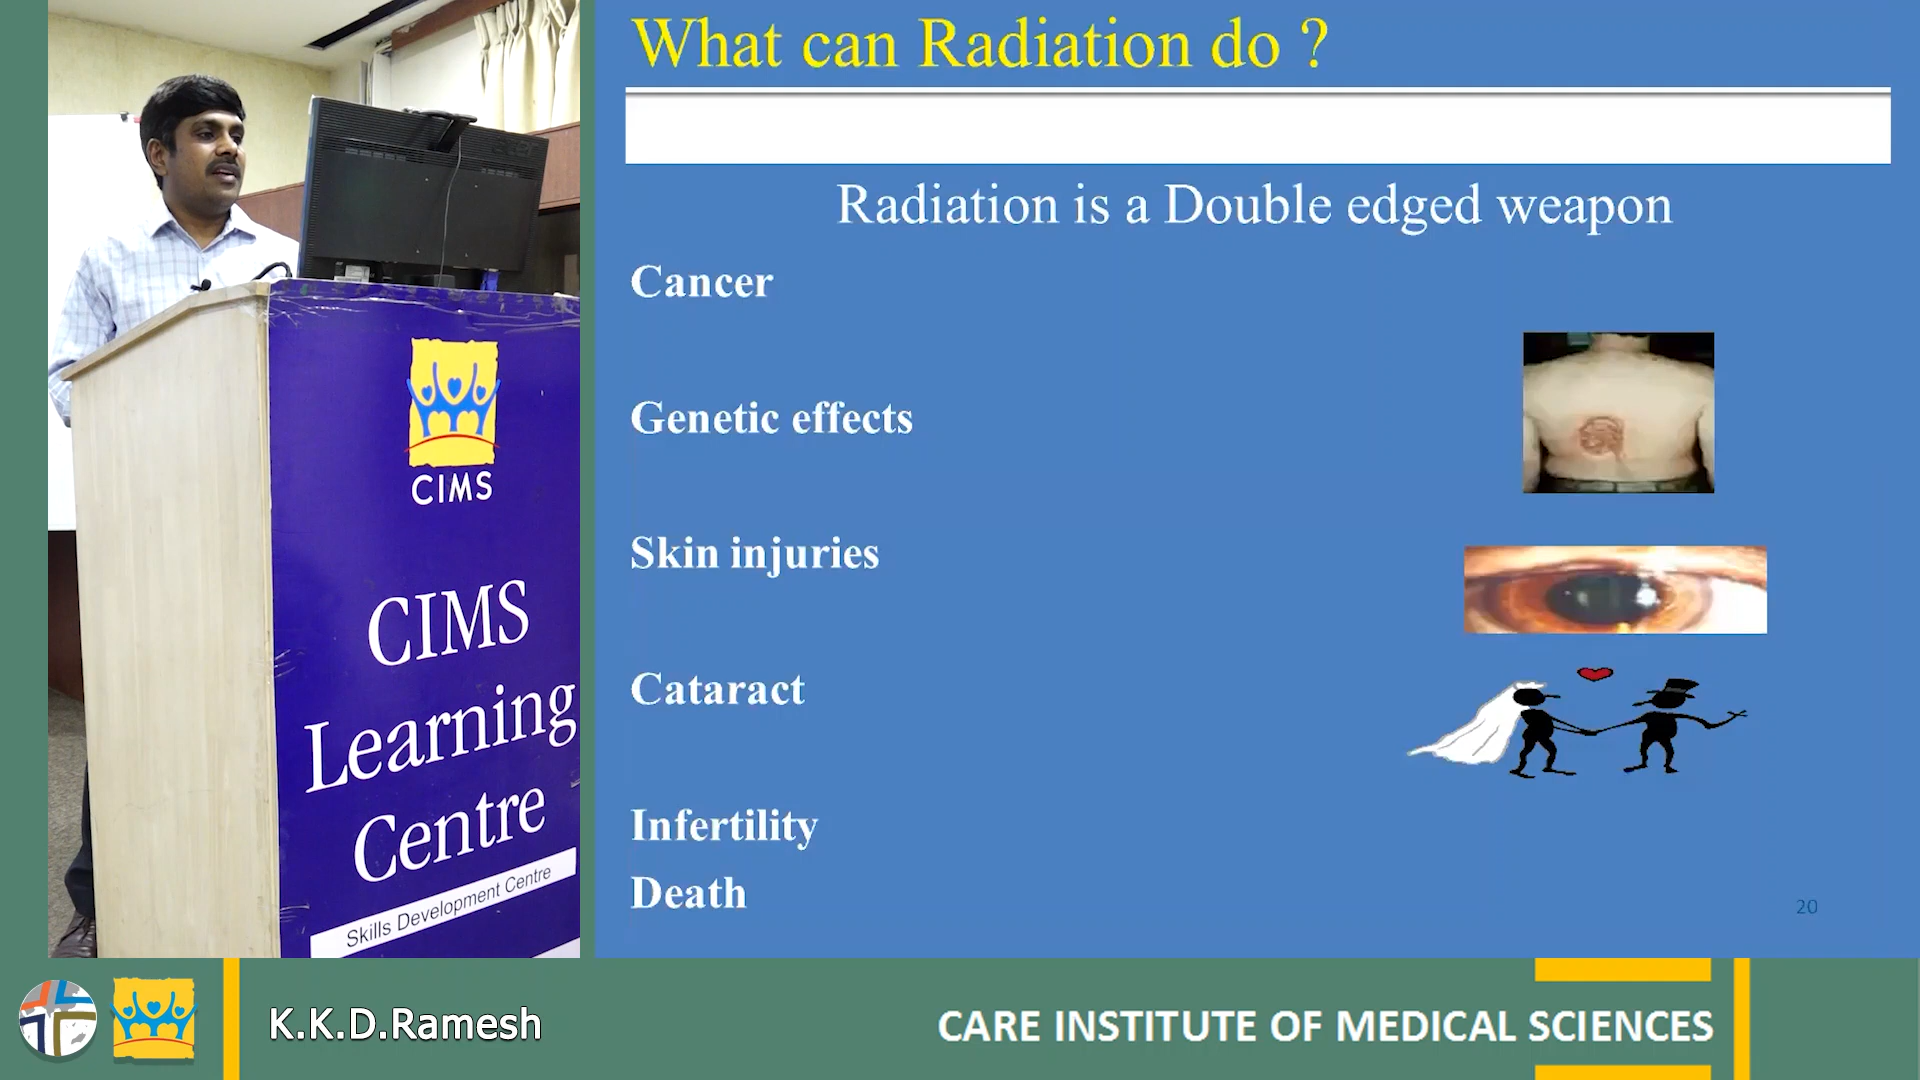 What can Radiation do ?
Radiation is a Double edged weapon
Cancer
Genetic effects
Skin injuries
Cataract
Infertility
Death
20
CIMS
CIMS
Learning
Centre
Skills Development Centre
K.K.D.Ramesh
CARE INSTITUTE OF MEDICAL SCIENCES